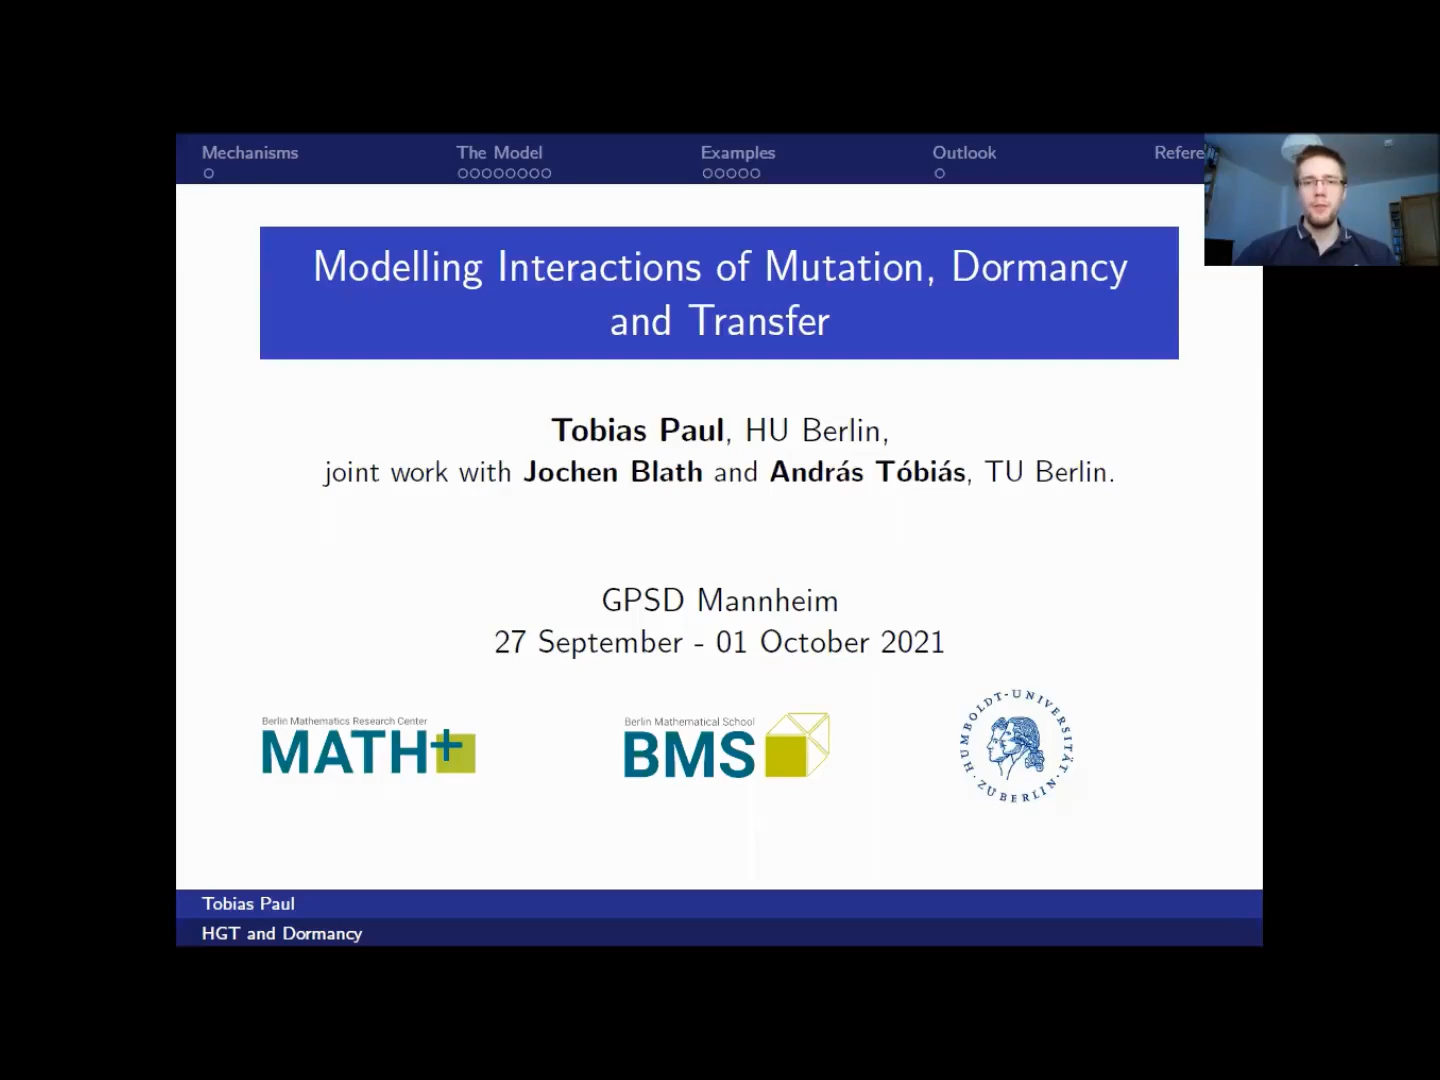 Mechanisms
The Model
Examples
Outlook
Refere
Modelling Interactions of Mutation, Dormancy
and Transfer
Tobias Paul, HU Berlin,
joint work with Jochen Blath and András Tóbiás, TU Berlin.
GPSD Mannheim
27 September - 01 October 2021
Berlin Mathematics Research Center
MATH+
Berlin Mathematical School
BMS
HUMBOLDT-UNIVERSITÄT
ZU BERLIN
Tobias Paul
HGT and Dormancy